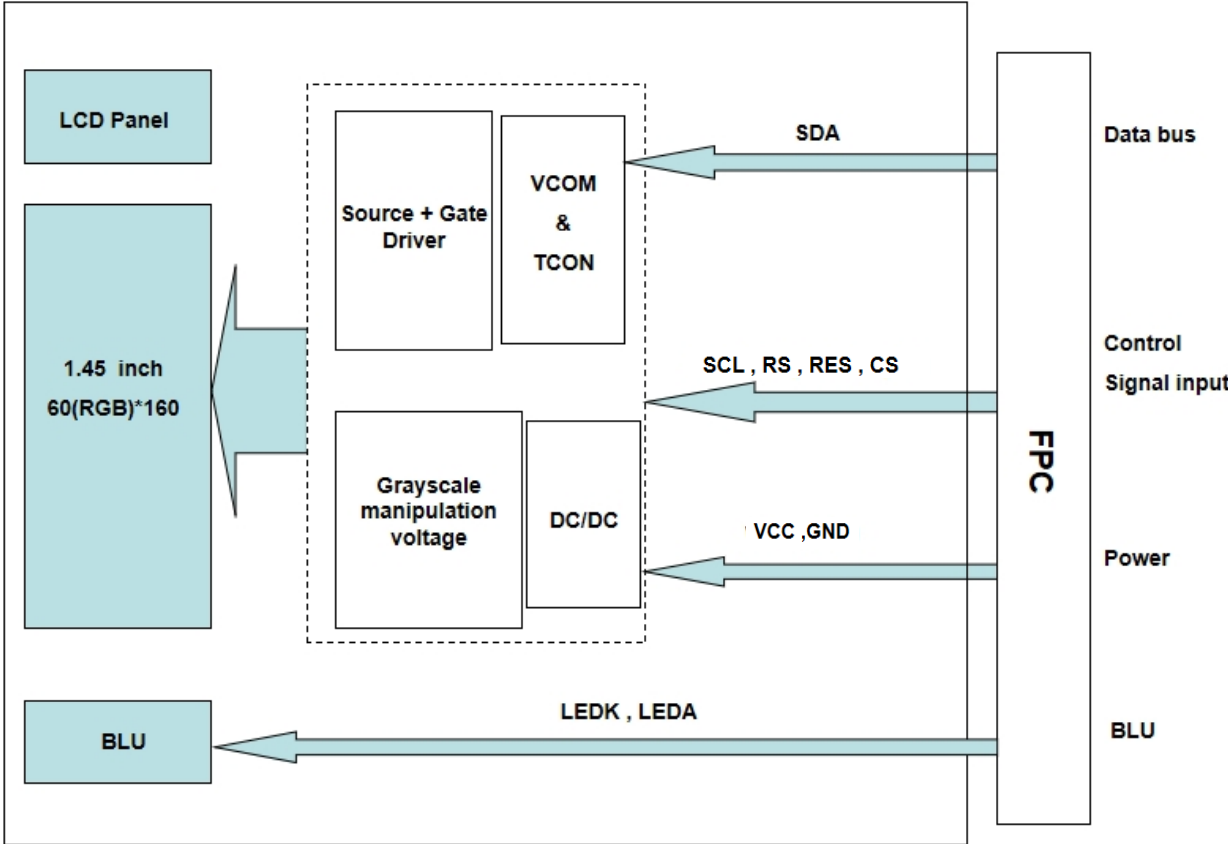 LCD Panel
1.45 inch
60(RGB)*160
BLU
Source + Gate
Driver
VCOM
&
TCON
Grayscale
manipulation
voltage
DC/DC
SDA
SCL , RS , RES , CS
VCC ,GND
LEDK , LEDA
FPC
Data bus
Control
Signal input
Power
BLU